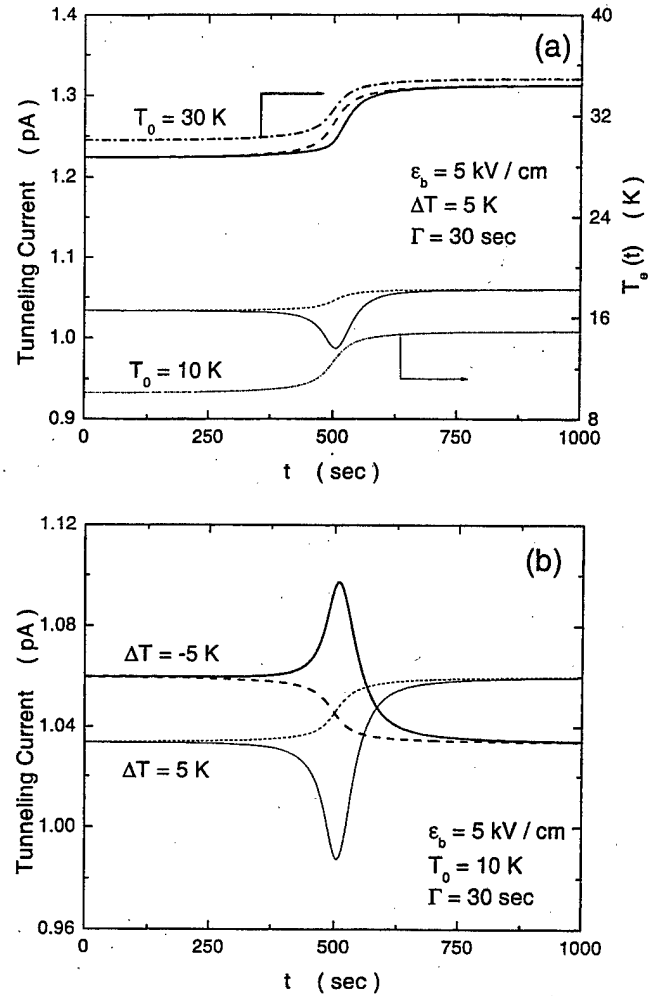 (a)
1.4
1.3
1.2
1.1
1.0
0.9
Tunneling Current ( pA )
40
32
24
16
8
Tₑ(t) ( K )
T₀ = 30 K
ε_b = 5 kV / cm
ΔT = 5 K
Γ = 30 sec
T₀ = 10 K
0 250 500 750 1000
t ( sec )
(b)
1.12
1.08
1.04
1.00
0.96
Tunneling Current ( pA )
ΔT = -5 K
ΔT = 5 K
ε_b = 5 kV / cm
T₀ = 10 K
Γ = 30 sec
0 250 500 750 1000
t ( sec )